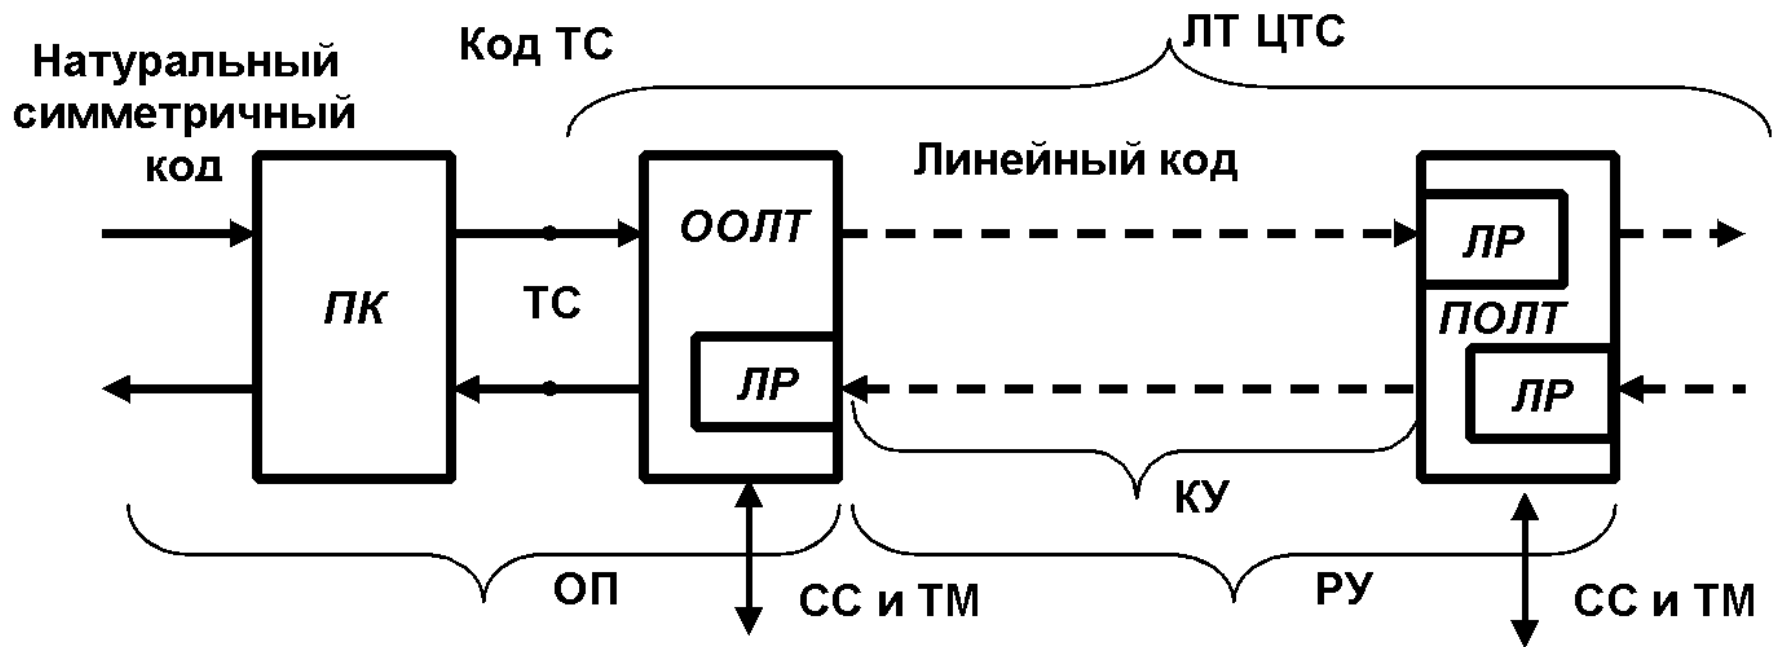 Натуральный
симметричный
код
Код ТС
ЛТ ЦТС
Линейный код
ООЛТ
ЛР
ПК
ТС
ПОЛТ
ЛР
ЛР
КУ
ОП
СС и ТМ
РУ
СС и ТМ